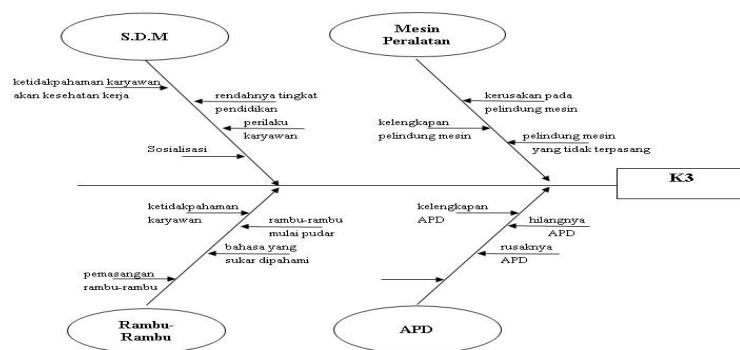 S.D.M
Mesin
Peralatan
ketidakpahaman karyawan
akan kesehatan kerja
rendahnya tingkat
pendidikan
perilaku
karyawan
Sosialisasi
kerusakan pada
pelindung mesin
kelengkapan
pelindung mesin
pelindung mesin
yang tidak terpasang
K3
ketidakpahaman
karyawan
rambu-rambu
mulai pudar
bahasa yang
sukar dipahami
pemasangan
rambu-rambu
kelengkapan
APD
hilangnya
APD
rusaknya
APD
Rambu-
Rambu
APD